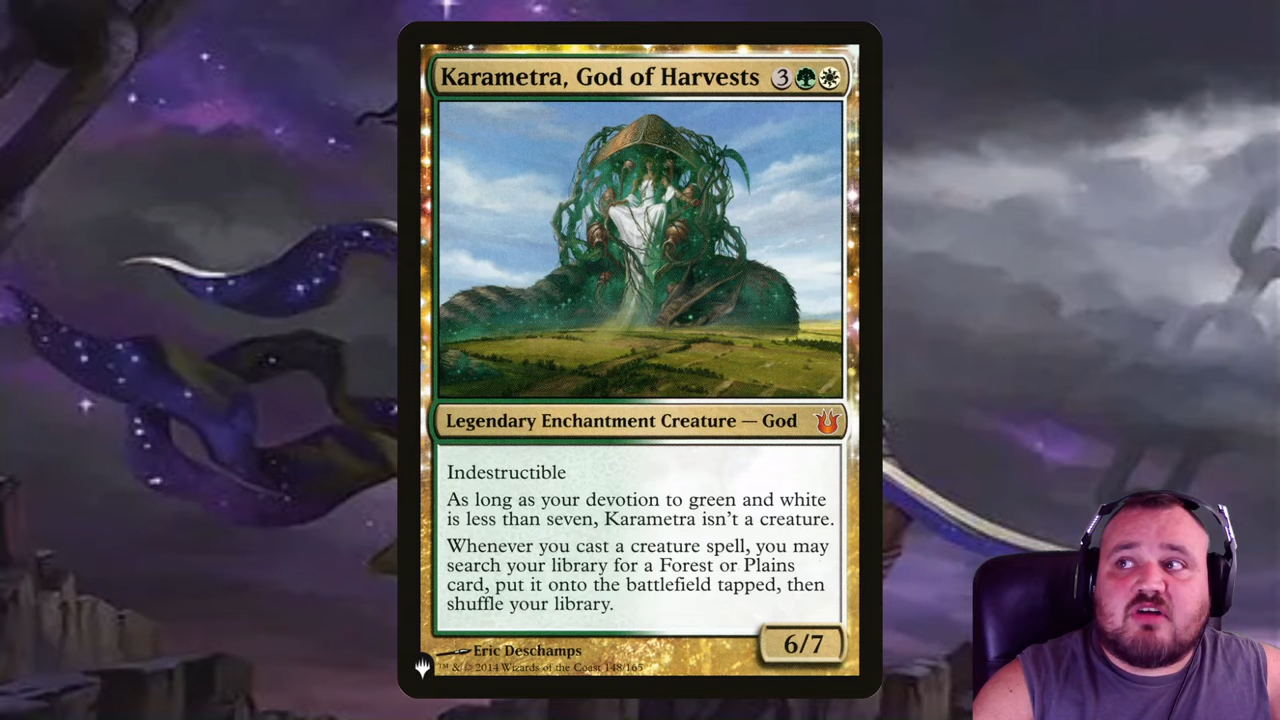 Karametra, God of Harvests 3
Legendary Enchantment Creature — God
Indestructible
As long as your devotion to green and white
is less than seven, Karametra isn't a creature.
Whenever you cast a creature spell, you may
search your library for a Forest or Plains
card, put it onto the battlefield tapped, then
shuffle your library.
6/7
Eric Deschamps
™ & © 2014 Wizards of the Coast 148/165